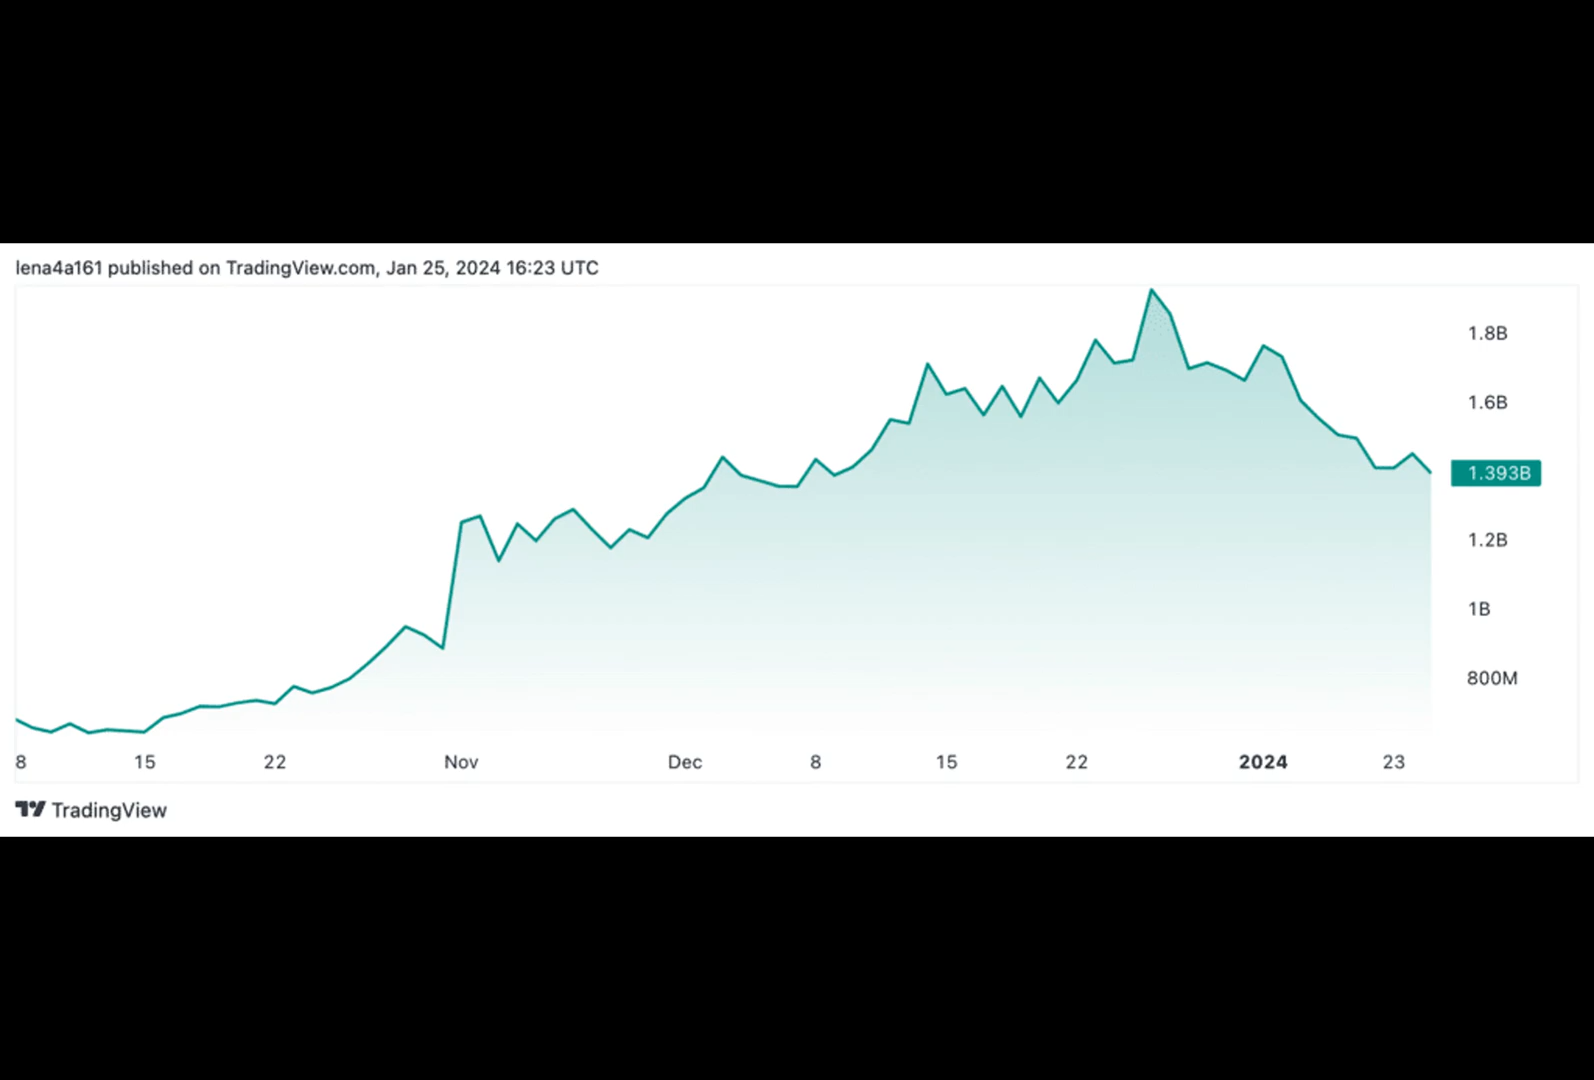 lena4a161 published on TradingView.com, Jan 25, 2024 16:23 UTC
1.8B
1.6B
1.393B
1.2B
1B
800M
8 15 22 Nov Dec 8 15 22 2024 23
TradingView